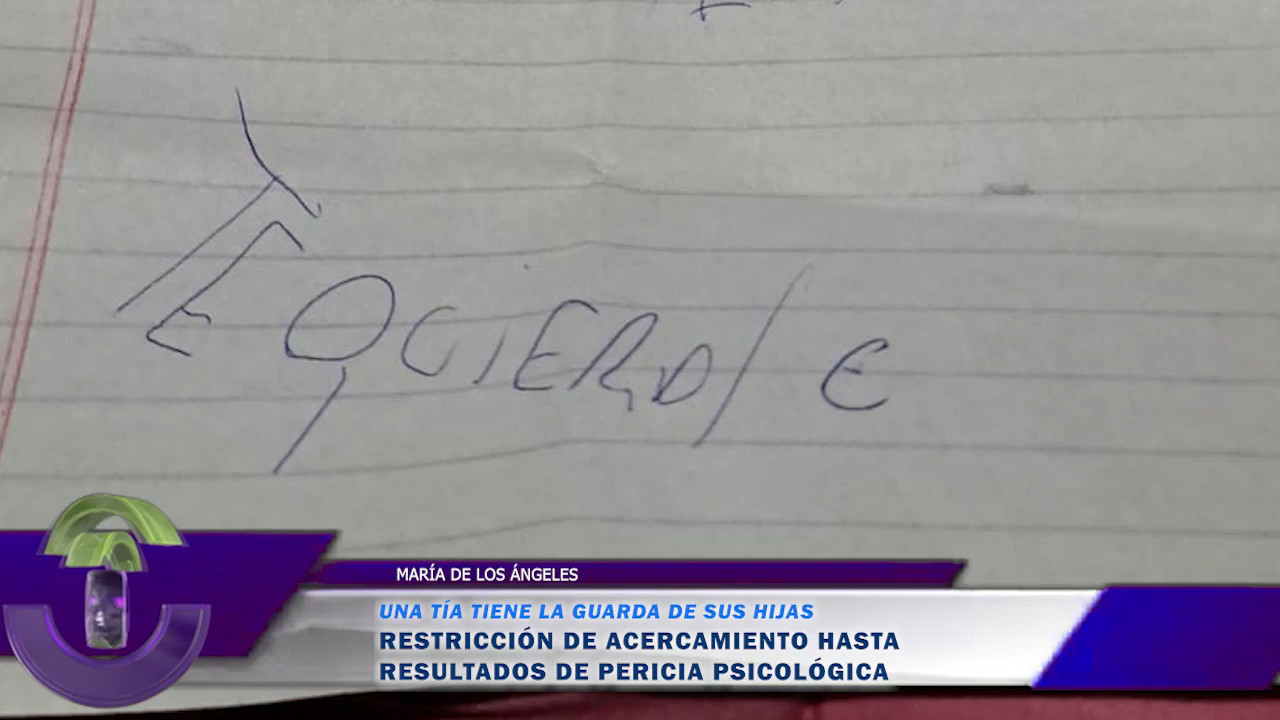 TE QUIERO/E
MARÍA DE LOS ÁNGELES
UNA TÍA TIENE LA GUARDA DE SUS HIJAS
RESTRICCIÓN DE ACERCAMIENTO HASTA
RESULTADOS DE PERICIA PSICOLÓGICA